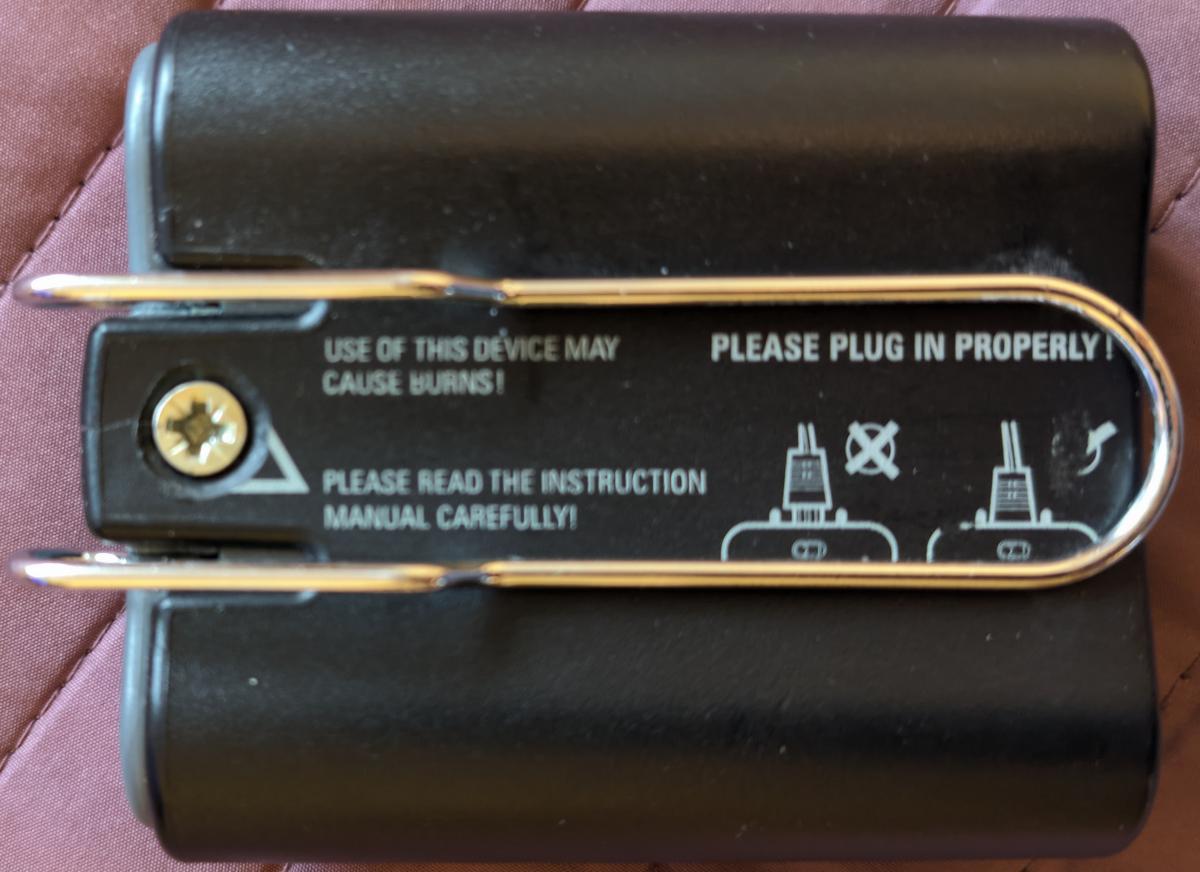 USE OF THIS DEVICE MAY
CAUSE BURNS!
PLEASE READ THE INSTRUCTION
MANUAL CAREFULLY!
PLEASE PLUG IN PROPERLY!